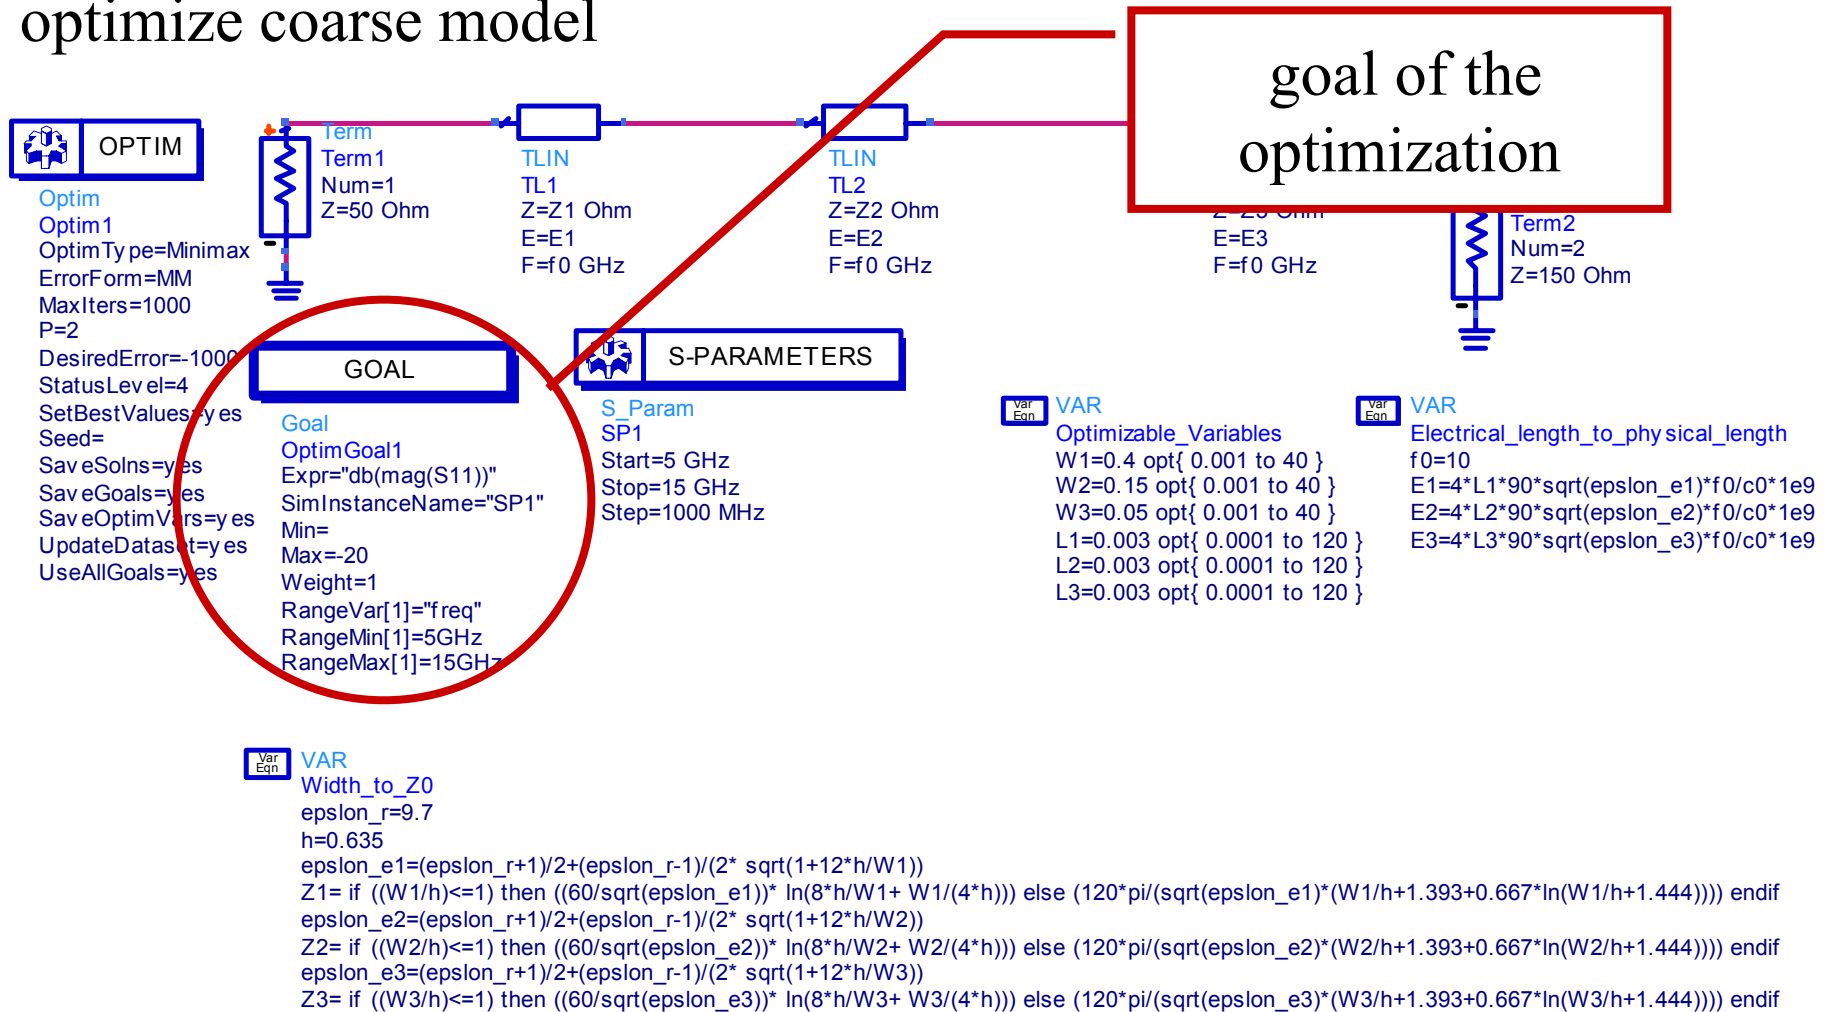 optimize coarse model
goal of the
optimization
OPTIM
Optim
Optim1
OptimType=Minimax
ErrorForm=MM
MaxIters=1000
P=2
DesiredError=-1000
StatusLevel=4
SetBestValues=yes
Seed=
SaveSolns=yes
SaveGoals=yes
SaveOptimVars=yes
UpdateDataset=yes
UseAllGoals=yes
Term
Term1
Num=1
Z=50 Ohm
TLIN
TL1
Z=Z1 Ohm
E=E1
F=f0 GHz
TLIN
TL2
Z=Z2 Ohm
E=E2
F=f0 GHz
Z=Z3 Ohm
E=E3
F=f0 GHz
Term2
Num=2
Z=150 Ohm
GOAL
Goal
OptimGoal1
Expr="db(mag(S11))"
SimInstanceName="SP1"
Min=
Max=-20
Weight=1
RangeVar[1]="freq"
RangeMin[1]=5GHz
RangeMax[1]=15GHz
S-PARAMETERS
S_Param
SP1
Start=5 GHz
Stop=15 GHz
Step=1000 MHz
Var
Eqn
VAR
Optimizable_Variables
W1=0.4 opt{ 0.001 to 40 }
W2=0.15 opt{ 0.001 to 40 }
W3=0.05 opt{ 0.001 to 40 }
L1=0.003 opt{ 0.0001 to 120 }
L2=0.003 opt{ 0.0001 to 120 }
L3=0.003 opt{ 0.0001 to 120 }
Var
Eqn
VAR
Electrical_length_to_physical_length
f0=10
E1=4*L1*90*sqrt(epslon_e1)*f0/c0*1e9
E2=4*L2*90*sqrt(epslon_e2)*f0/c0*1e9
E3=4*L3*90*sqrt(epslon_e3)*f0/c0*1e9
Var
Eqn
VAR
Width_to_Z0
epslon_r=9.7
h=0.635
epslon_e1=(epslon_r+1)/2+(epslon_r-1)/(2* sqrt(1+12*h/W1))
Z1= if ((W1/h)<=1) then ((60/sqrt(epslon_e1))* ln(8*h/W1+ W1/(4*h))) else (120*pi/(sqrt(epslon_e1)*(W1/h+1.393+0.667*ln(W1/h+1.444)))) endif
epslon_e2=(epslon_r+1)/2+(epslon_r-1)/(2* sqrt(1+12*h/W2))
Z2= if ((W2/h)<=1) then ((60/sqrt(epslon_e2))* ln(8*h/W2+ W2/(4*h))) else (120*pi/(sqrt(epslon_e2)*(W2/h+1.393+0.667*ln(W2/h+1.444)))) endif
epslon_e3=(epslon_r+1)/2+(epslon_r-1)/(2* sqrt(1+12*h/W3))
Z3= if ((W3/h)<=1) then ((60/sqrt(epslon_e3))* ln(8*h/W3+ W3/(4*h))) else (120*pi/(sqrt(epslon_e3)*(W3/h+1.393+0.667*ln(W3/h+1.444)))) endif